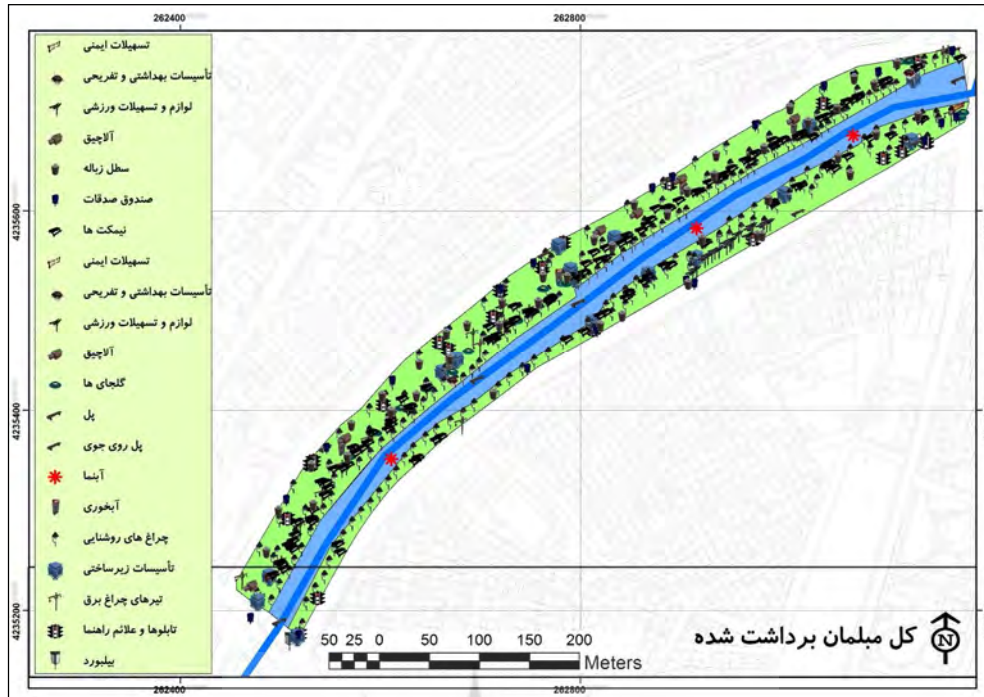 262400 262800
تسهیلات ایمنی
تأسیسات بهداشتی و تفریحی
لوازم و تسهیلات ورزشی
آلاچیق
سطل زباله
صندوق صدقات
نیمکت ها
تسهیلات ایمنی
تأسیسات بهداشتی و تفریحی
لوازم و تسهیلات ورزشی
آلاچیق
گلجای ها
پل
پل روی جوی
آبنما
آبخوری
چراغ های روشنایی
تأسیسات زیرساختی
تیرهای چراغ برق
تابلوها و علائم راهنما
بیلبورد
4235600
4235400
4235200
50 25 0 50 100 150 200
Meters
کل مبلمان برداشت شده
N
262400 262800